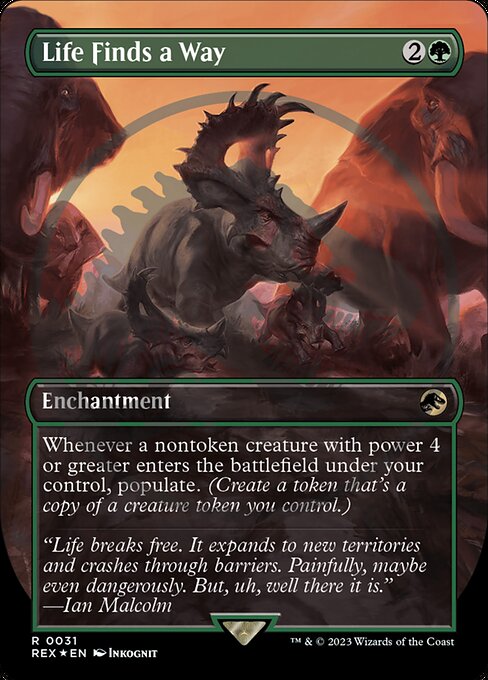 Life Finds a Way 2
Enchantment
Whenever a nontoken creature with power 4
or greater enters the battlefield under your
control, populate. (Create a token that's a
copy of a creature token you control.)
"Life breaks free. It expands to new territories
and crashes through barriers. Painfully, maybe
even dangerously. But, uh, well there it is."
—Ian Malcolm
R 0031
REX★EN Inkognit
™ & © 2023 Wizards of the Coast